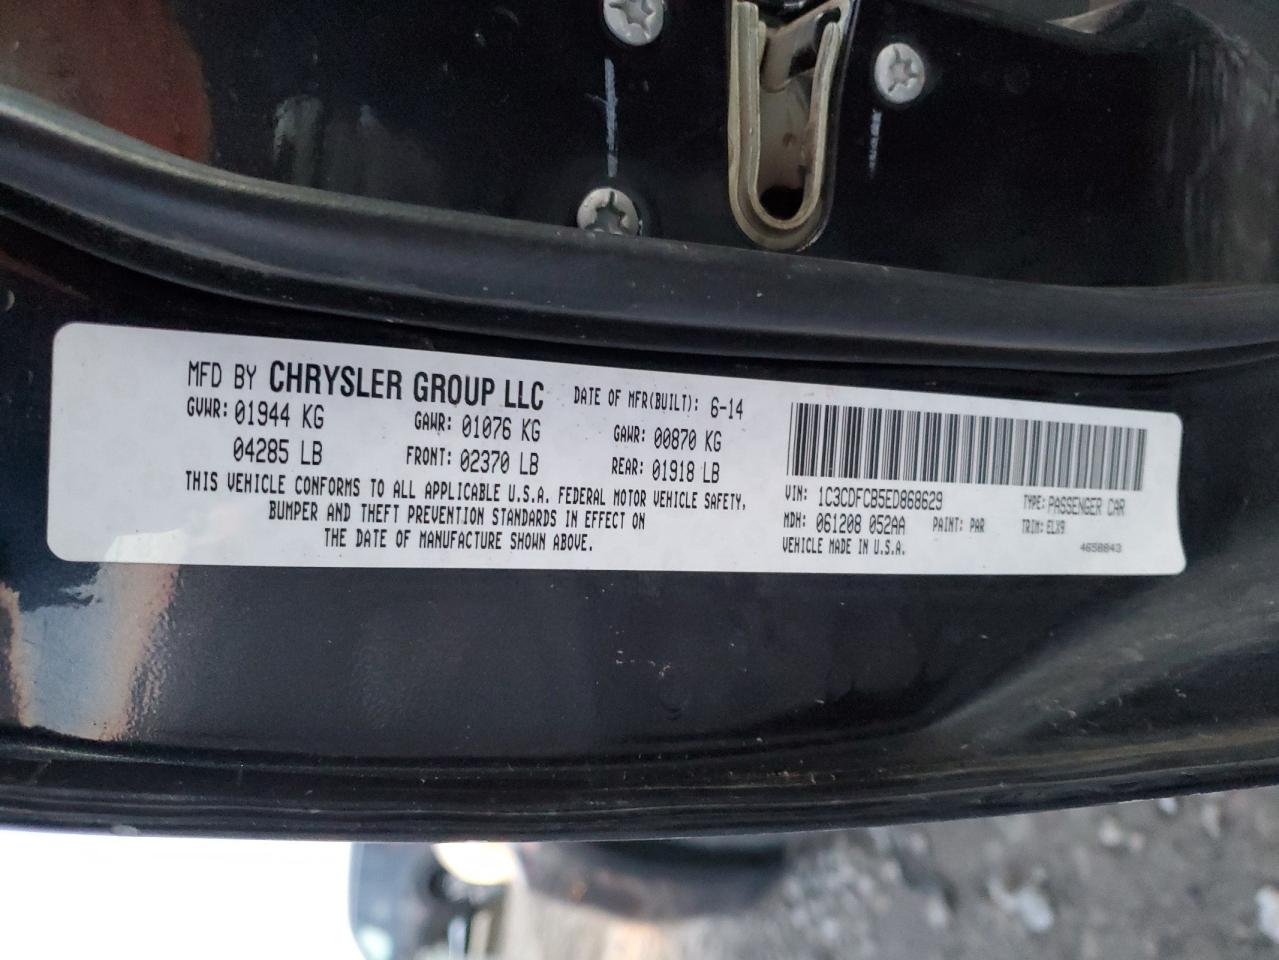 MFD BY CHRYSLER GROUP LLC DATE OF MFR(BUILT): 6-14
GVWR: 01944 KG GAWR: 01076 KG GAWR: 00870 KG
04285 LB FRONT: 02370 LB REAR: 01918 LB
THIS VEHICLE CONFORMS TO ALL APPLICABLE U.S.A. FEDERAL MOTOR VEHICLE SAFETY,
BUMPER AND THEFT PREVENTION STANDARDS IN EFFECT ON
THE DATE OF MANUFACTURE SHOWN ABOVE.
VIN: 1C3CDFCB5ED868629 TYPE: PASSENGER CAR
MDH: 061208 052AA PAINT: PAR TRIM: ELX9
VEHICLE MADE IN U.S.A. 4658843